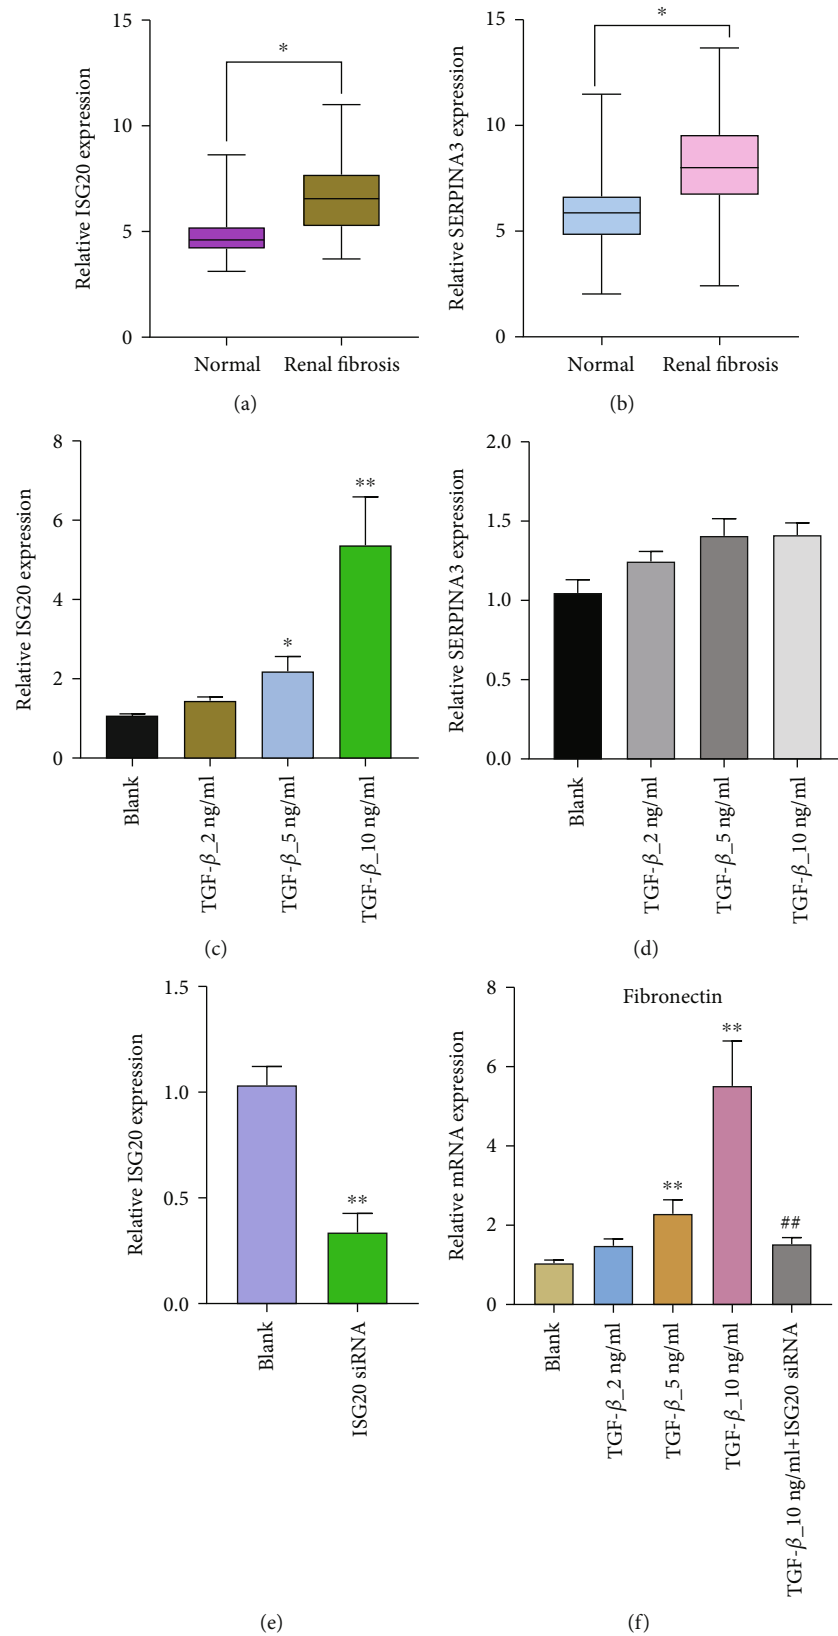 Relative ISG20 expression
15
10
5
0
*
Normal
Renal fibrosis
(a)
Relative SERPINA3 expression
15
10
5
0
*
Normal
Renal fibrosis
(b)
Relative ISG20 expression
8
6
4
2
0
*
**
Blank
TGF-β_2 ng/ml
TGF-β_5 ng/ml
TGF-β_10 ng/ml
(c)
Relative SERPINA3 expression
2.0
1.5
1.0
0.5
0.0
Blank
TGF-β_2 ng/ml
TGF-β_5 ng/ml
TGF-β_10 ng/ml
(d)
Relative ISG20 expression
1.5
1.0
0.5
0.0
**
Blank
ISG20 siRNA
(e)
Fibronectin
Relative mRNA expression
8
6
4
2
0
**
**
##
Blank
TGF-β_2 ng/ml
TGF-β_5 ng/ml
TGF-β_10 ng/ml
TGF-β_10 ng/ml+ISG20 siRNA
(f)